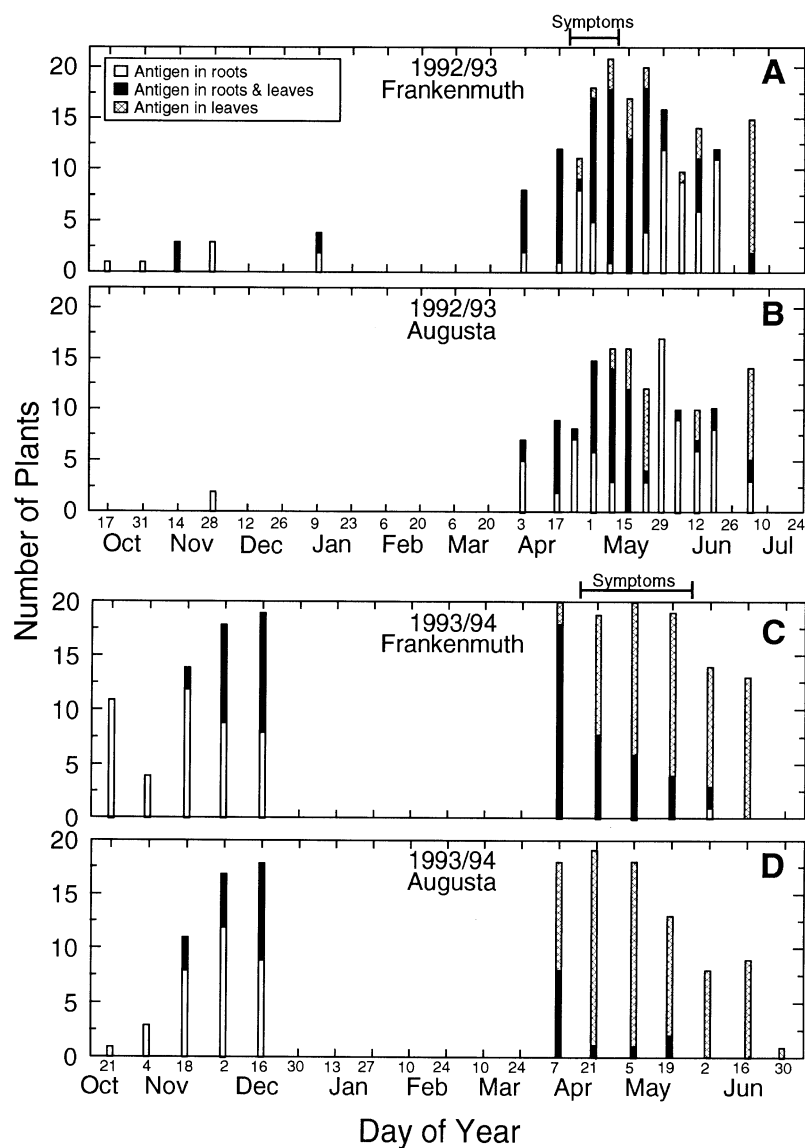 Symptoms
20
15
10
5
0
Antigen in roots
Antigen in roots & leaves
Antigen in leaves
1992/93
Frankenmuth
A
20
15
10
5
0
1992/93
Augusta
B
17 31 14 28 12 26 9 23 6 20 6 20 3 17 1 15 29 12 26 10 24
Oct Nov Dec Jan Feb Mar Apr May Jun Jul
Number of Plants
Symptoms
20
15
10
5
0
1993/94
Frankenmuth
C
20
15
10
5
0
1993/94
Augusta
D
21 4 18 2 16 30 13 27 10 24 10 24 7 21 5 19 2 16 30
Oct Nov Dec Jan Feb Mar Apr May Jun
Day of Year